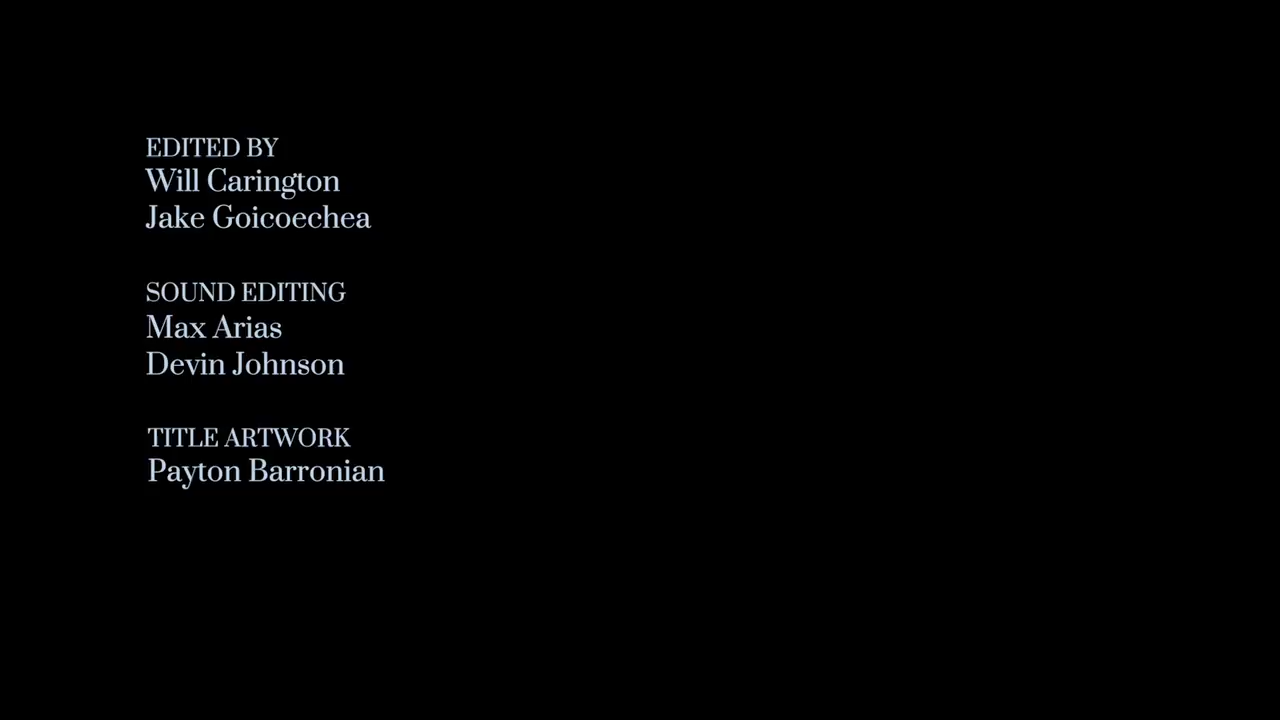 EDITED BY
Will Carington
Jake Goicoechea
SOUND EDITING
Max Arias
Devin Johnson
TITLE ARTWORK
Payton Barronian